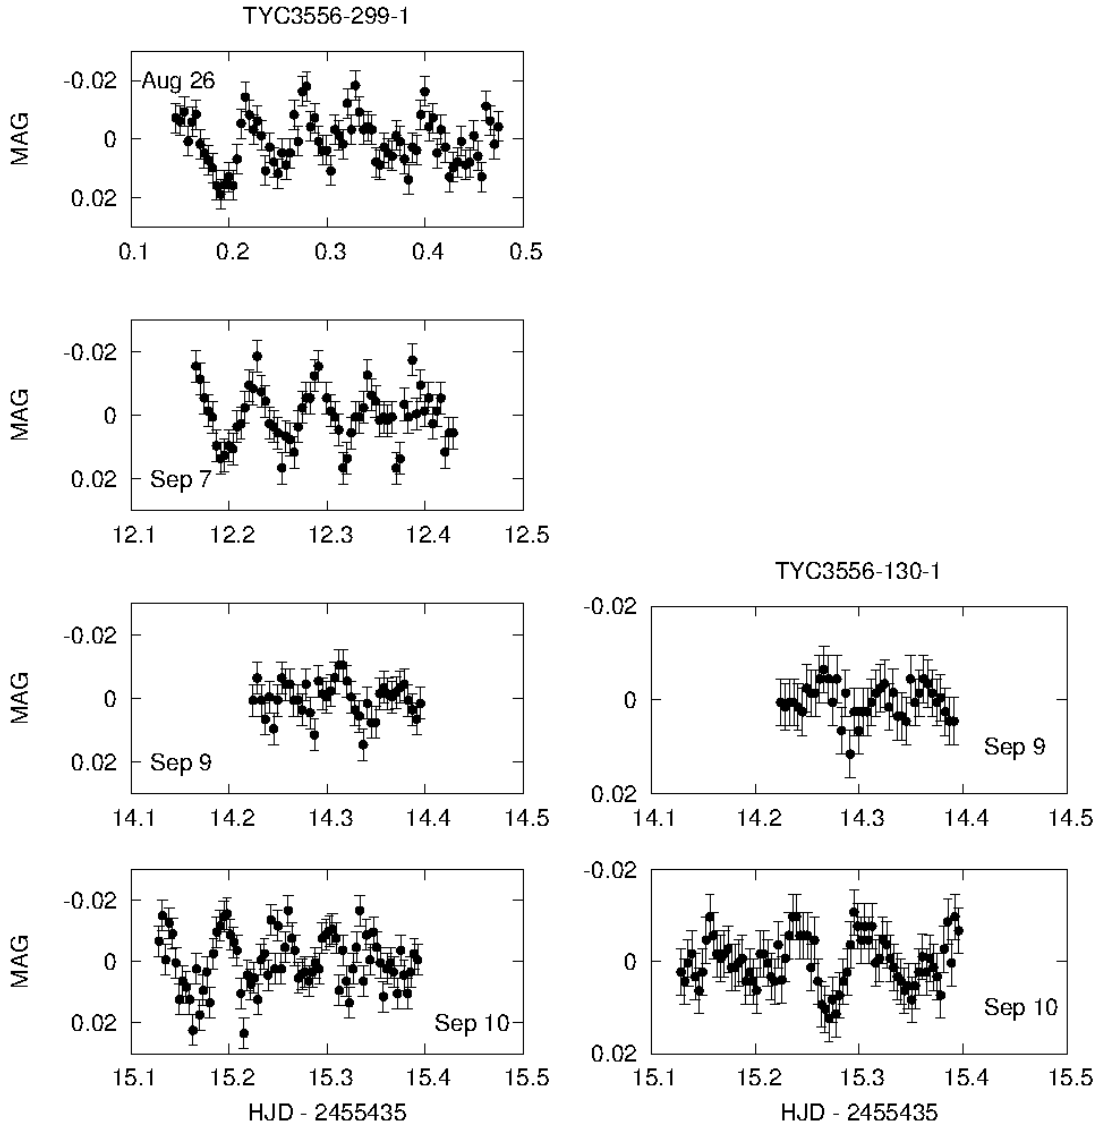 TYC3556-299-1
MAG
-0.02
0
0.02
Aug 26
0.1 0.2 0.3 0.4 0.5
MAG
-0.02
0
0.02
Sep 7
12.1 12.2 12.3 12.4 12.5
MAG
-0.02
0
0.02
Sep 9
14.1 14.2 14.3 14.4 14.5
TYC3556-130-1
-0.02
0
0.02
Sep 9
14.1 14.2 14.3 14.4 14.5
MAG
-0.02
0
0.02
Sep 10
15.1 15.2 15.3 15.4 15.5
HJD - 2455435
-0.02
0
0.02
Sep 10
15.1 15.2 15.3 15.4 15.5
HJD - 2455435